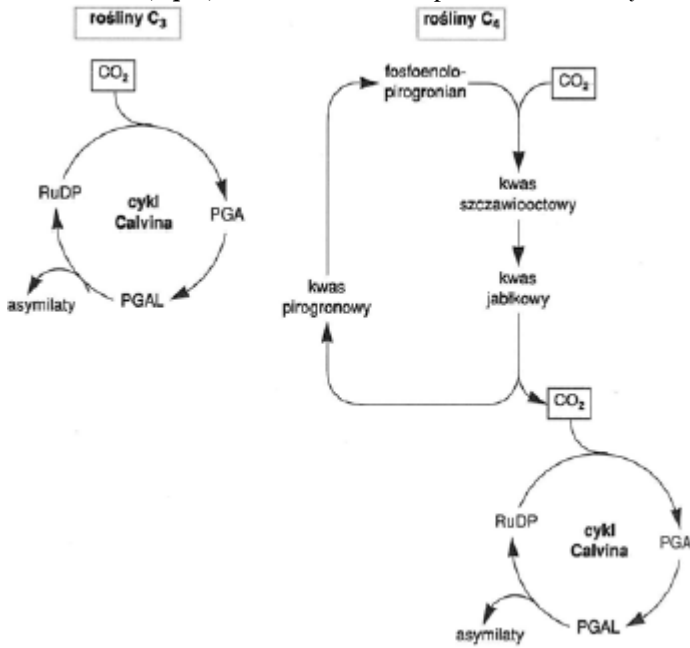 rośliny C₃
CO₂
RuDP
cykl
Calvina
PGA
asymilaty
PGAL
rośliny C₄
fosfoenolo-
pirogronian
CO₂
kwas
szczawiooctowy
kwas
jabłkowy
kwas
pirogronowy
CO₂
RuDP
cykl
Calvina
PGA
asymilaty
PGAL